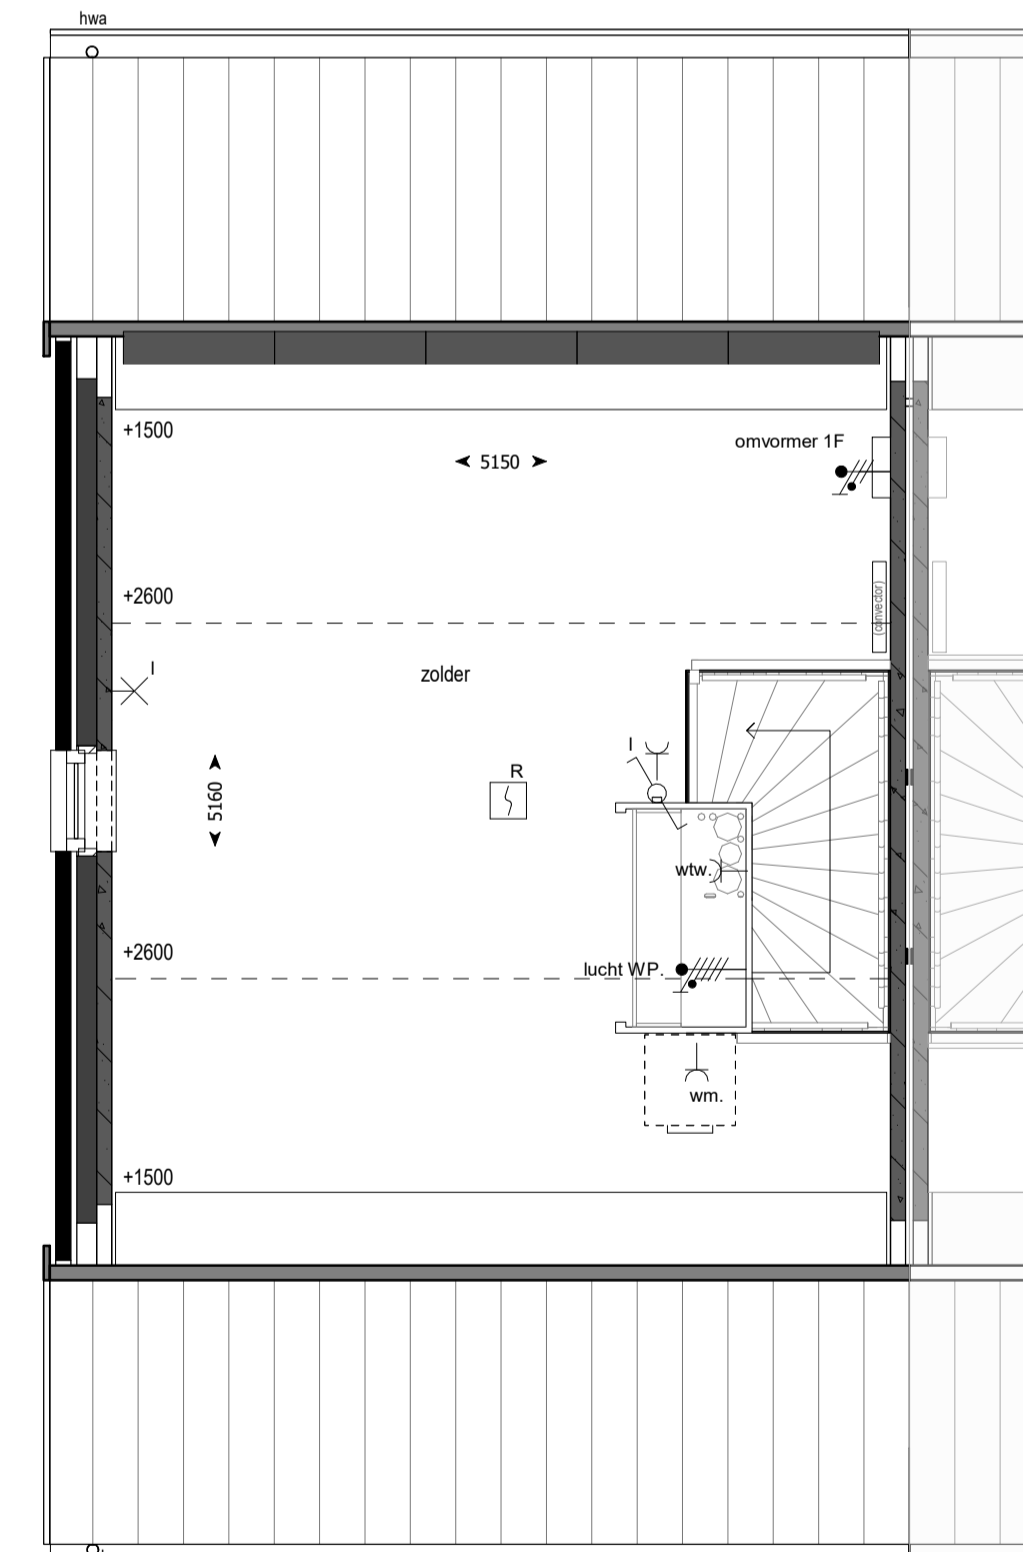 hwa
+1500
omvormer 1F
5150
(convector)
+2600
zolder
I
I
R
5160
wtw.
+2600
lucht WP.
wm.
+1500